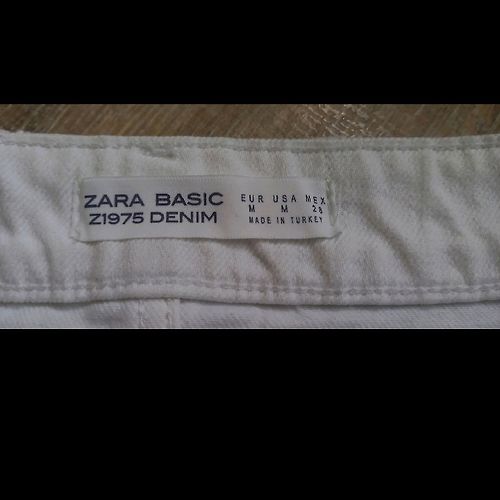 ZARA BASIC
Z1975 DENIM
EUR USA MEX
M M 28
MADE IN TURKEY